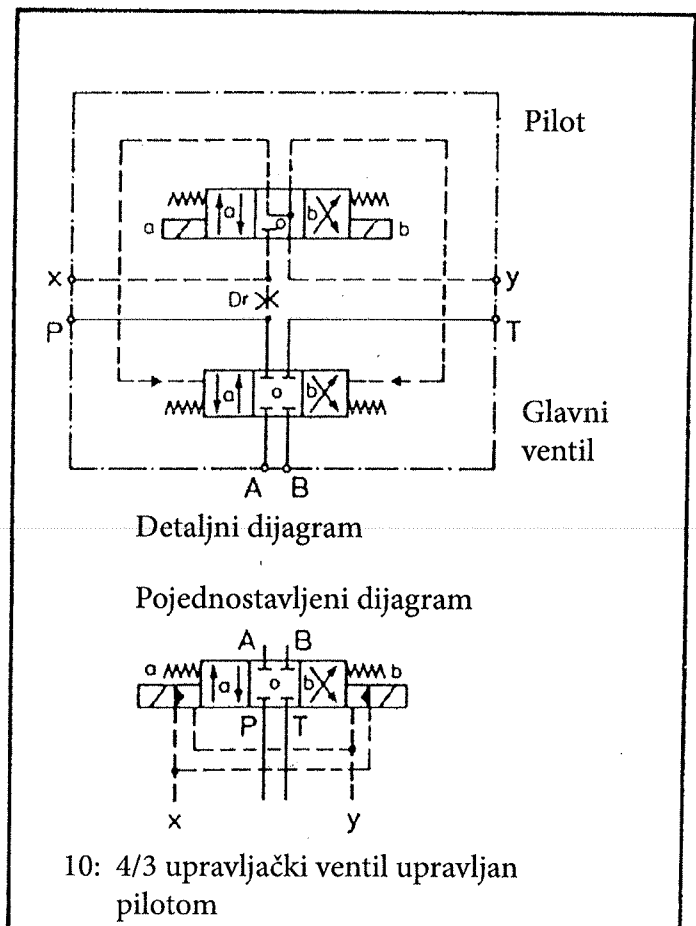 Pilot
a a o b b
x y
Dr
P T
a o b
Glavni
ventil
A B
Detaljni dijagram
Pojednostavljeni dijagram
A B
a a o b b
P T
x y
10: 4/3 upravljački ventil upravljan
pilotom